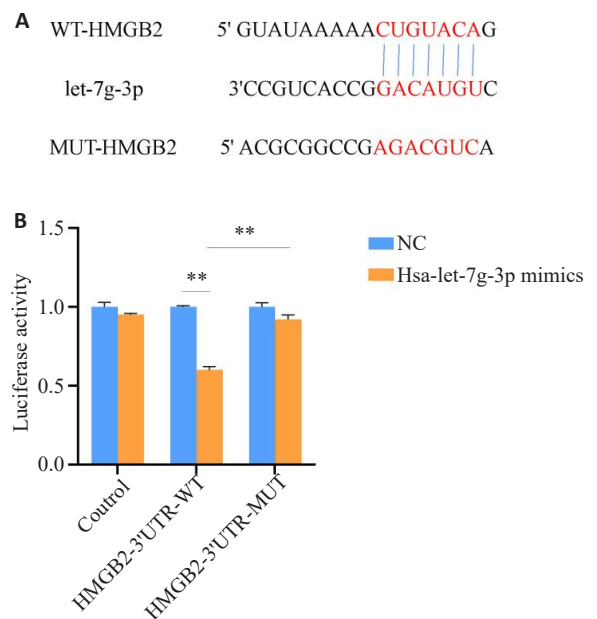 A
WT-HMGB2 5' GUAUAAAAACUGUACAG
let-7g-3p 3'CCGUCACCGGACAUGUC
MUT-HMGB2 5' ACGCGGCCGAGACGUCA
B
1.5
1.0
0.5
0.0
Luciferase activity
**
**
NC
Hsa-let-7g-3p mimics
Coutrol
HMGB2-3'UTR-WT
HMGB2-3'UTR-MUT